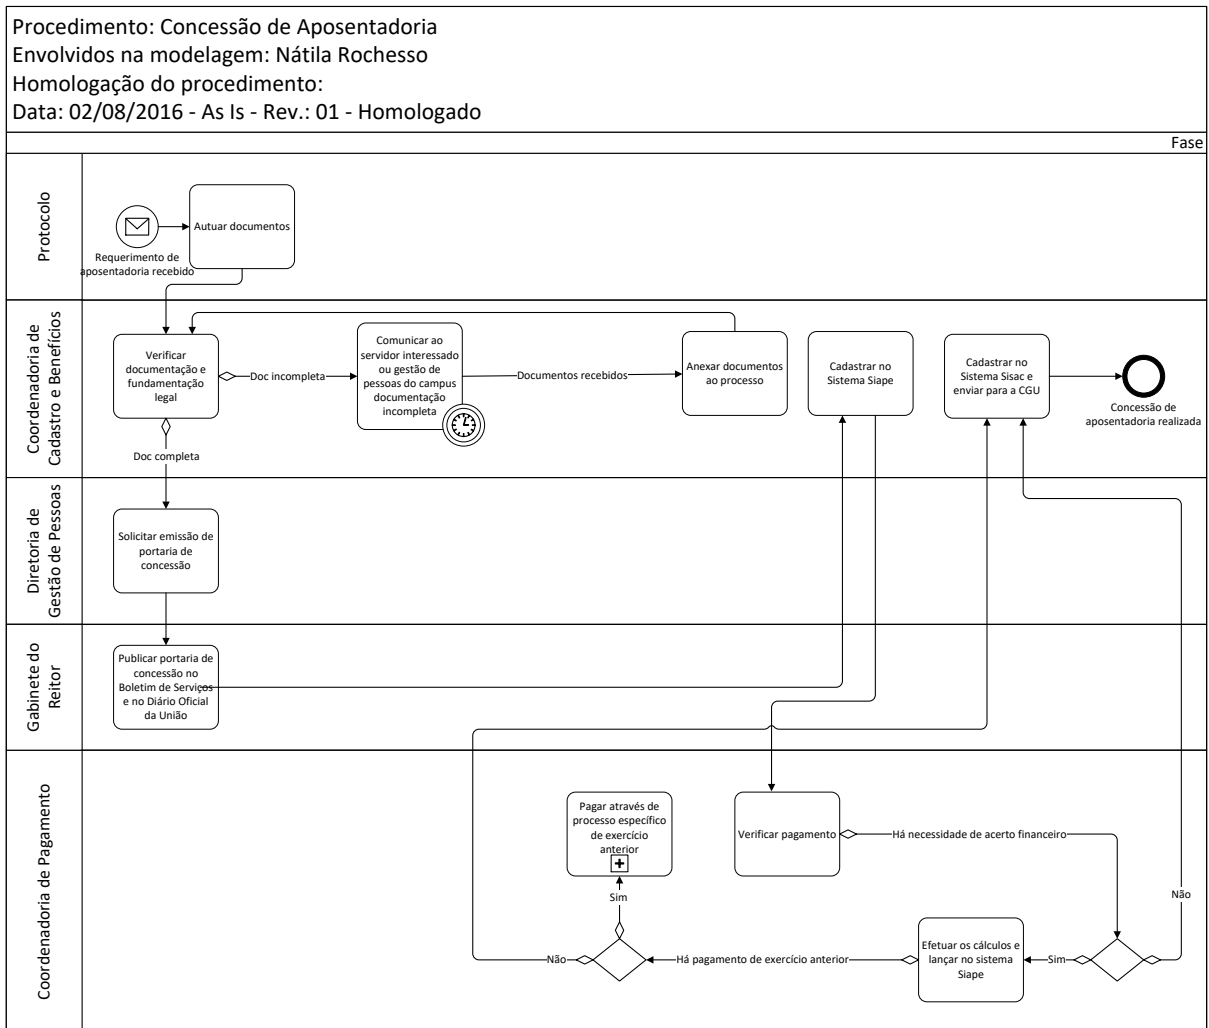 Procedimento: Concessão de Aposentadoria
Envolvidos na modelagem: Nátila Rochesso
Homologação do procedimento:
Data: 02/08/2016 - As Is - Rev.: 01 - Homologado
Fase
Protocolo
Requerimento de
aposentadoria recebido
Autuar documentos
Coordenadoria de
Cadastro e Benefícios
Verificar
documentação e
fundamentação
legal
Doc incompleta
Comunicar ao
servidor interessado
ou gestão de
pessoas do campus
documentação
incompleta
Documentos recebidos
Anexar documentos
ao processo
Cadastrar no
Sistema Siape
Cadastrar no
Sistema Sisac e
enviar para a CGU
Concessão de
aposentadoria realizada
Doc completa
Diretoria de
Gestão de Pessoas
Solicitar emissão de
portaria de
concessão
Gabinete do
Reitor
Publicar portaria de
concessão no
Boletim de Serviços
e no Diário Oficial
da União
Coordenadoria de Pagamento
Pagar através de
processo específico
de exercício
anterior
Sim
Verificar pagamento
Há necessidade de acerto financeiro
Não
Não
Há pagamento de exercício anterior
Efetuar os cálculos e
lançar no sistema
Siape
Sim